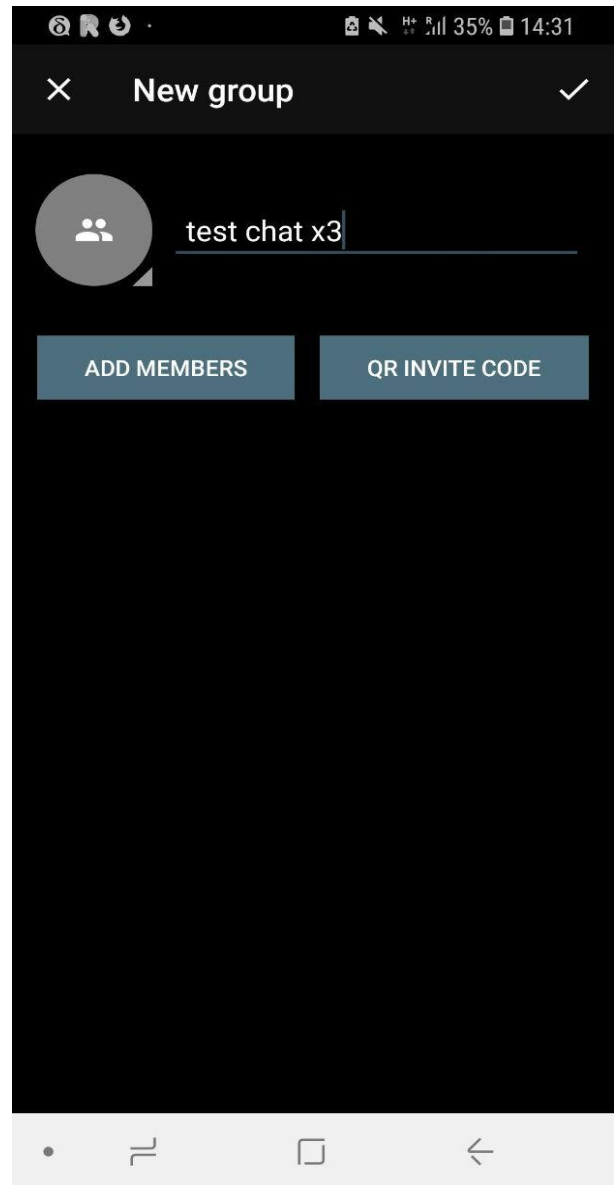 H+ R 35% 14:31
New group
test chat x3
ADD MEMBERS
QR INVITE CODE